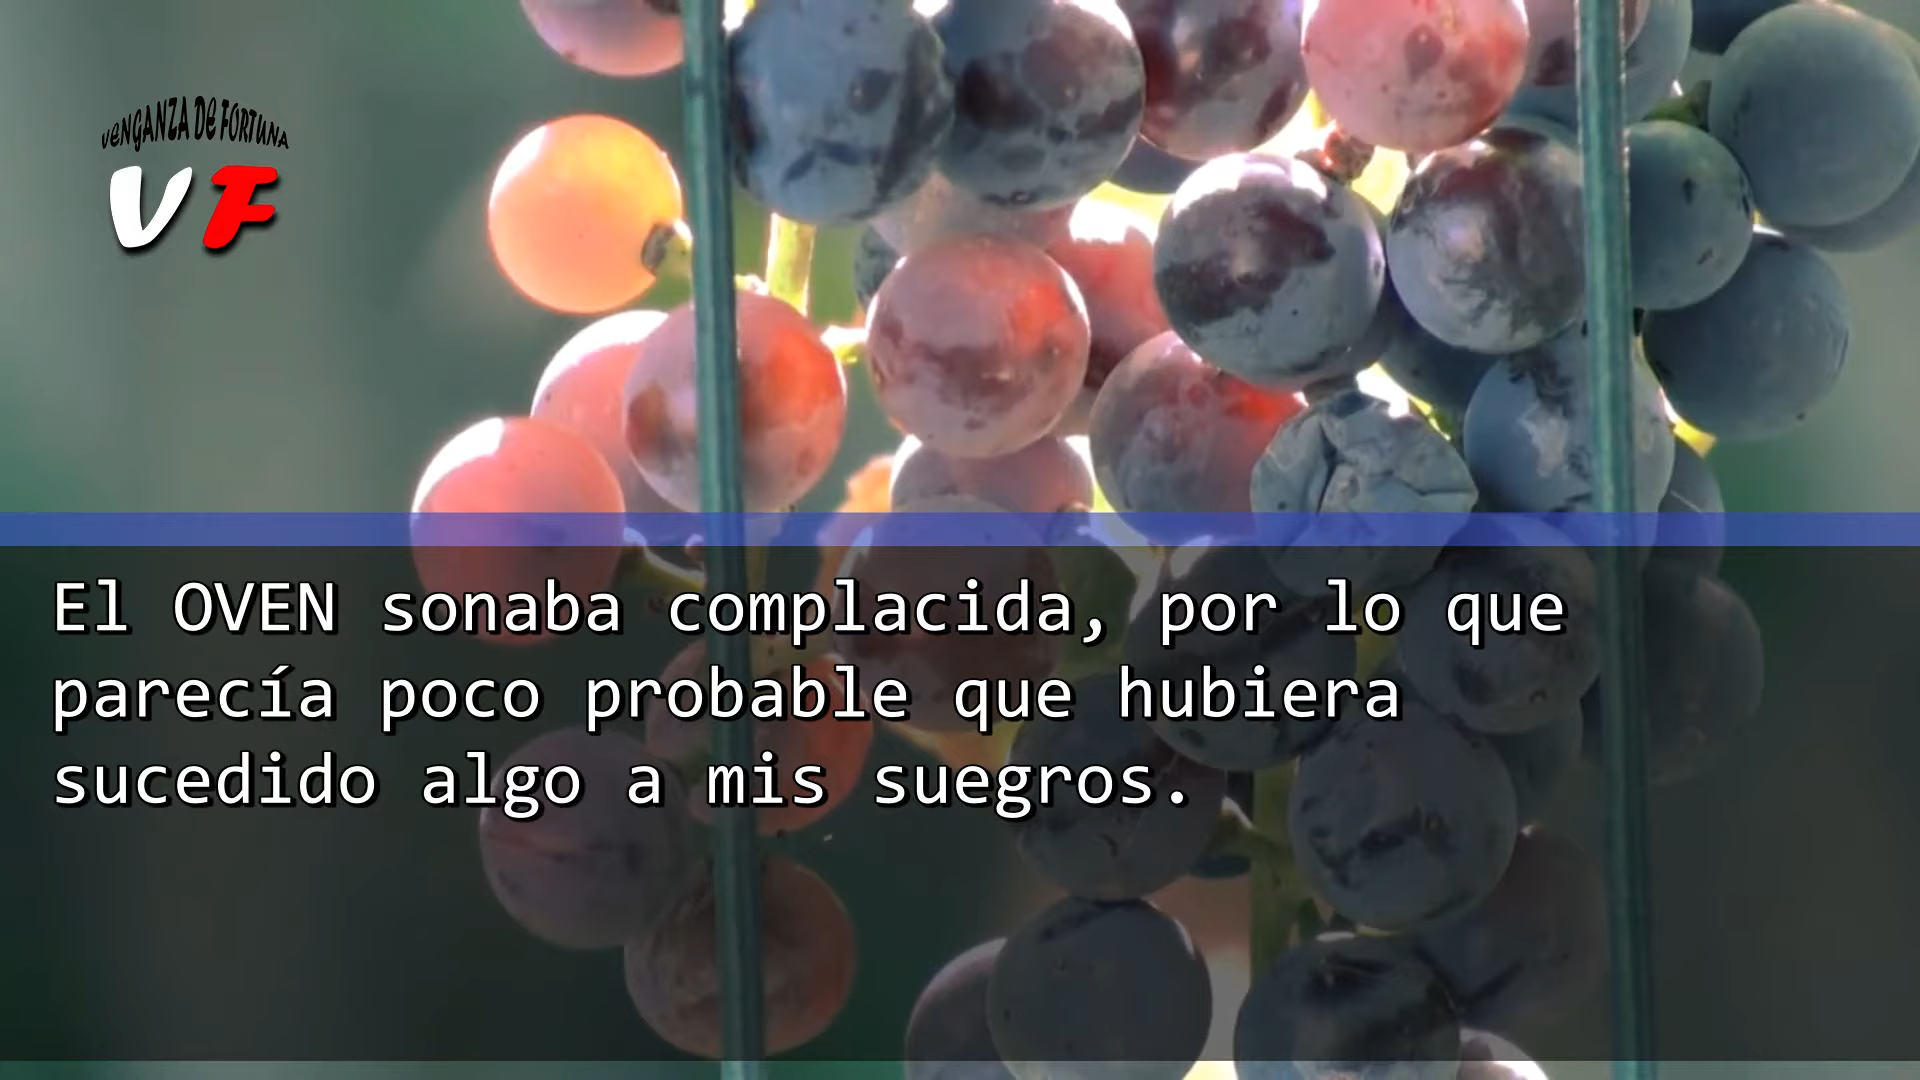 VENGANZA DE FORTUNA
VF
El OVEN sonaba complacida, por lo que
parecía poco probable que hubiera
sucedido algo a mis suegros.